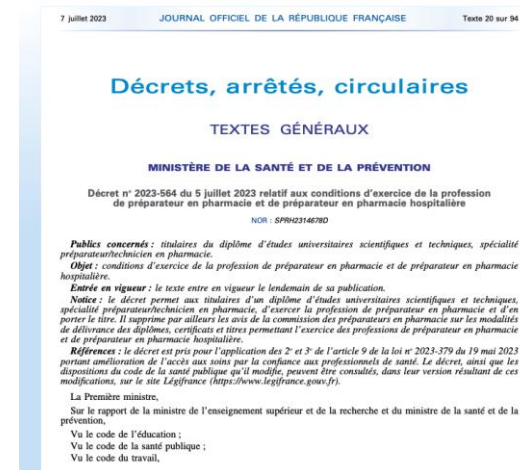 7 juillet 2023 JOURNAL OFFICIEL DE LA RÉPUBLIQUE FRANÇAISE Texte 20 sur 94
Décrets, arrêtés, circulaires
TEXTES GÉNÉRAUX
MINISTÈRE DE LA SANTÉ ET DE LA PRÉVENTION
Décret n° 2023-564 du 5 juillet 2023 relatif aux conditions d'exercice de la profession
de préparateur en pharmacie et de préparateur en pharmacie hospitalière
NOR : SPRH2314678D
Publics concernés : titulaires du diplôme d'études universitaires scientifiques et techniques, spécialité
préparateur/technicien en pharmacie.
Objet : conditions d'exercice de la profession de préparateur en pharmacie et de préparateur en pharmacie
hospitalière.
Entrée en vigueur : le texte entre en vigueur le lendemain de sa publication.
Notice : le décret permet aux titulaires d'un diplôme d'études universitaires scientifiques et techniques,
spécialité préparateur/technicien en pharmacie, d'exercer la profession de préparateur en pharmacie et d'en
porter le titre. Il supprime par ailleurs les avis de la commission des préparateurs en pharmacie sur les modalités
de délivrance des diplômes, certificats et titres permettant l'exercice des professions de préparateur en pharmacie
et de préparateur en pharmacie hospitalière.
Références : le décret est pris pour l'application des 2° et 3° de l'article 9 de la loi n° 2023-379 du 19 mai 2023
portant amélioration de l'accès aux soins par la confiance aux professionnels de santé. Le décret, ainsi que les
dispositions du code de la santé publique qu'il modifie, peuvent être consultés, dans leur version résultant de ces
modifications, sur le site Légifrance (https://www.legifrance.gouv.fr).
La Première ministre,
Sur le rapport de la ministre de l'enseignement supérieur et de la recherche et du ministre de la santé et de la
prévention,
Vu le code de l'éducation ;
Vu le code de la santé publique ;
Vu le code du travail,